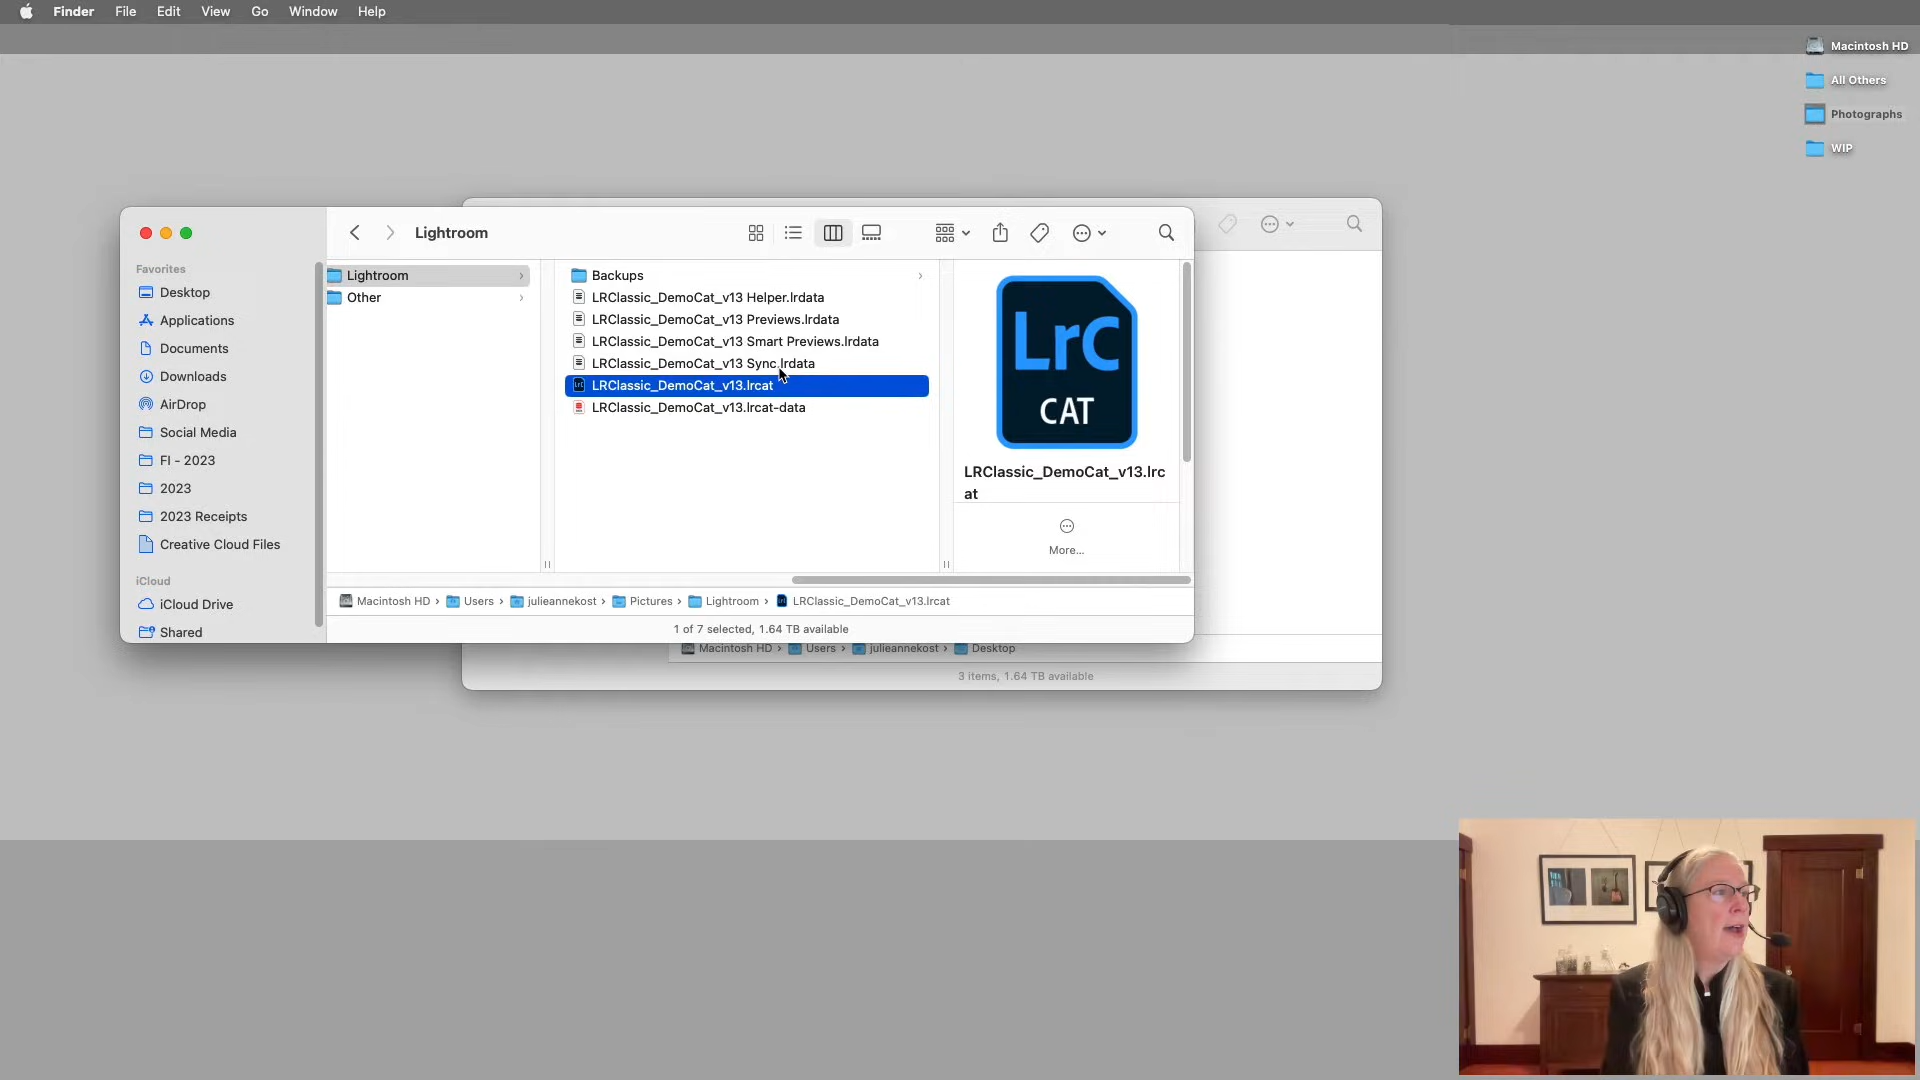 Finder File Edit View Go Window Help
Macintosh HD
All Others
Photographs
WIP
Lightroom
Favorites
Desktop
Applications
Documents
Downloads
AirDrop
Social Media
FI - 2023
2023
2023 Receipts
Creative Cloud Files
iCloud
iCloud Drive
Shared
Lightroom
Other
Backups
LRClassic_DemoCat_v13 Helper.lrdata
LRClassic_DemoCat_v13 Previews.lrdata
LRClassic_DemoCat_v13 Smart Previews.lrdata
LRClassic_DemoCat_v13 Sync.lrdata
LRClassic_DemoCat_v13.lrcat
LRClassic_DemoCat_v13.lrcat-data
LrC
CAT
LRClassic_DemoCat_v13.lrc
at
More...
Macintosh HD › Users › julieannekost › Pictures › Lightroom › LRClassic_DemoCat_v13.lrcat
1 of 7 selected, 1.64 TB available
Macintosh HD › Users › julieannekost › Desktop
3 items, 1.64 TB available